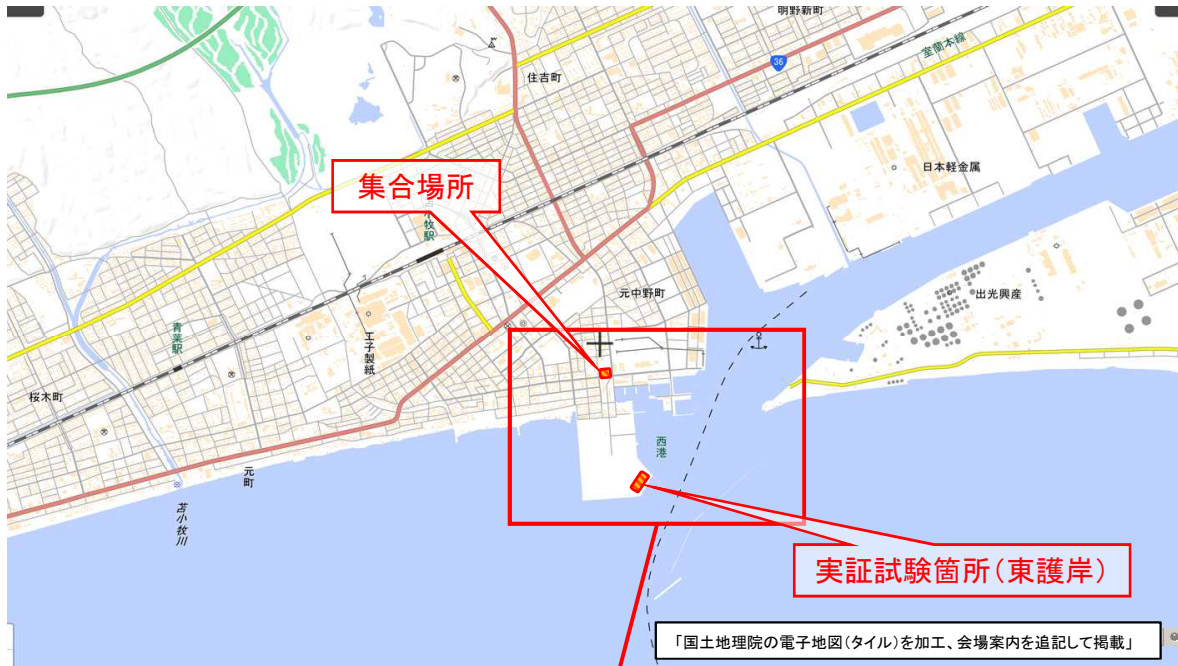 明野新町
室蘭本線
36
住吉町
日本軽金属
集合場所
牧駅
元中野町
出光興産
青葉駅
王子製紙
桜木町
西港
元町
苫小牧川
実証試験箇所(東護岸)
「国土地理院の電子地図(タイル)を加工、会場案内を追記して掲載」